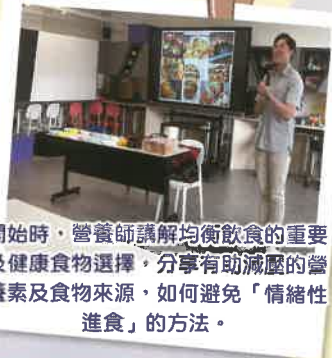 開始時，營養師講解均衡飲食的重要
及健康食物選擇，分享有助減壓的營
養素及食物來源，如何避免「情緒性
進食」的方法。